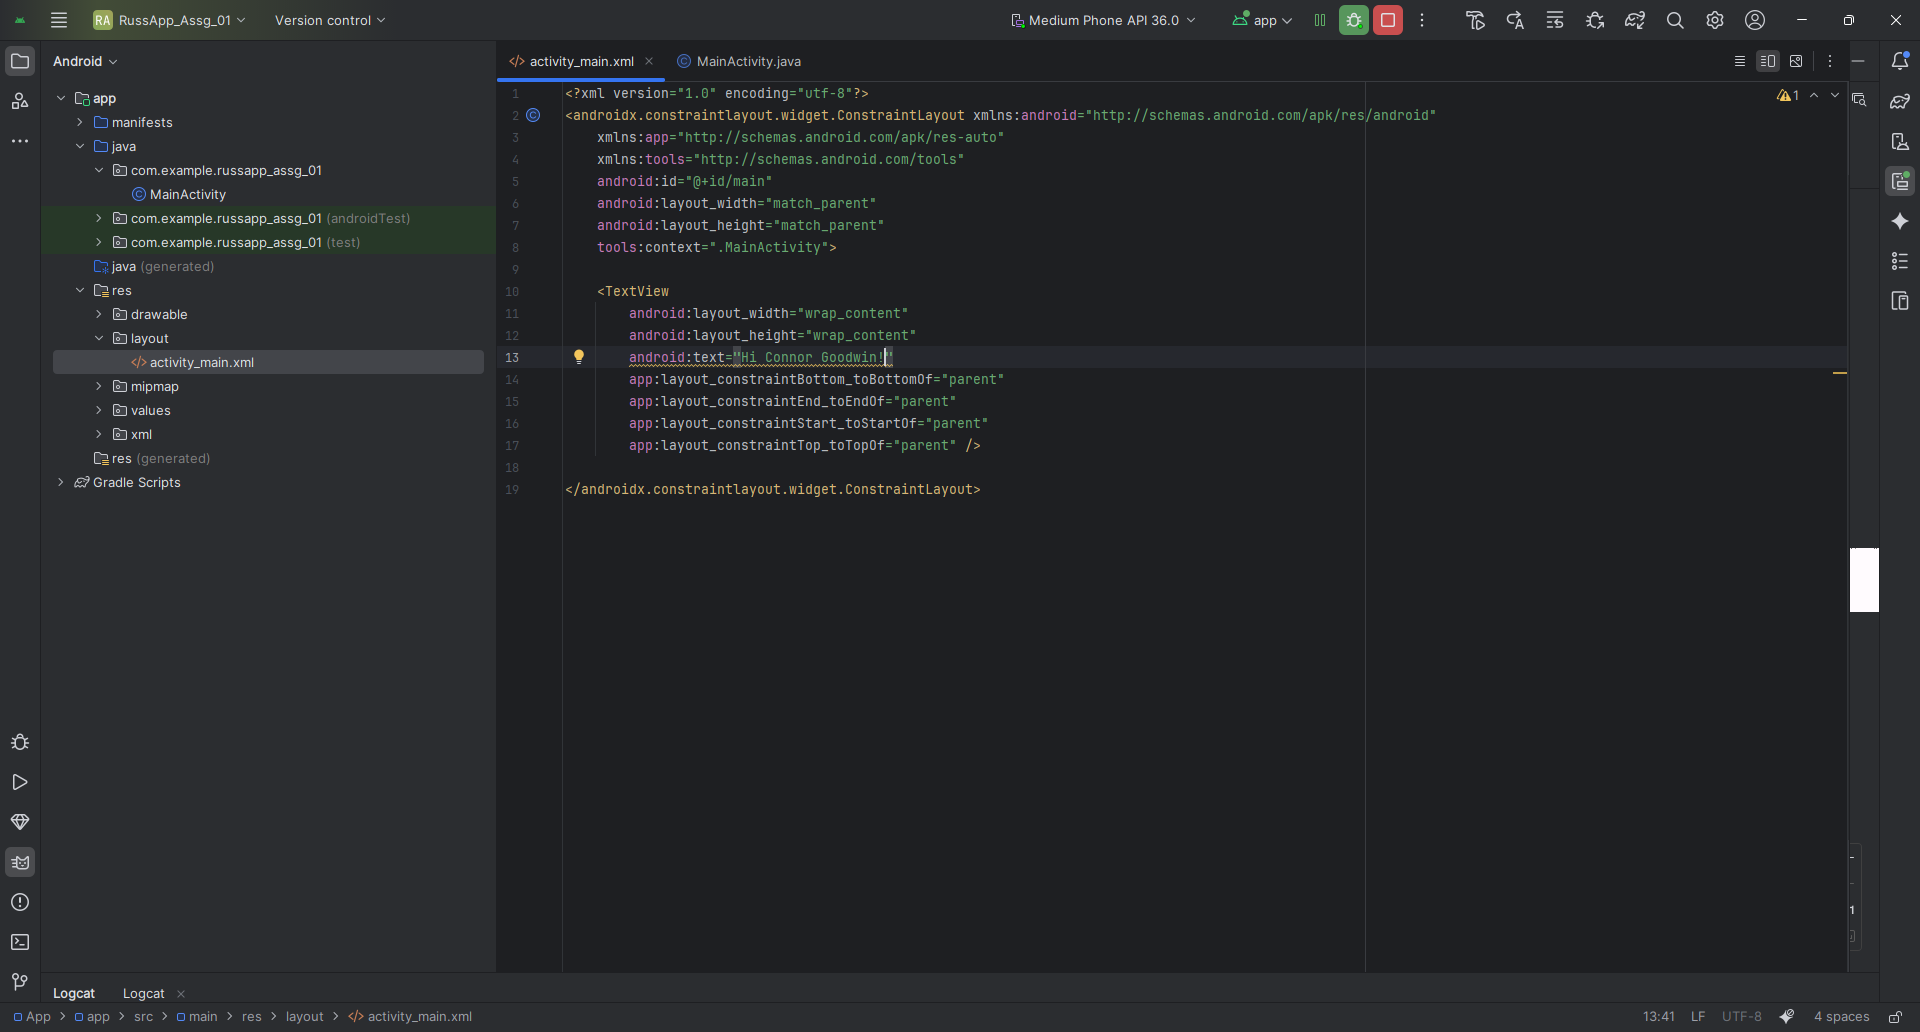 RA RussApp_Assg_01 Version control Medium Phone API 36.0 app
Android
activity_main.xml MainActivity.java
app
manifests
java
com.example.russapp_assg_01
MainActivity
com.example.russapp_assg_01 (androidTest)
com.example.russapp_assg_01 (test)
java (generated)
res
drawable
layout
activity_main.xml
mipmap
values
xml
res (generated)
Gradle Scripts
1 <?xml version="1.0" encoding="utf-8"?>
2 <androidx.constraintlayout.widget.ConstraintLayout xmlns:android="http://schemas.android.com/apk/res/android"
3 xmlns:app="http://schemas.android.com/apk/res-auto"
4 xmlns:tools="http://schemas.android.com/tools"
5 android:id="@+id/main"
6 android:layout_width="match_parent"
7 android:layout_height="match_parent"
8 tools:context=".MainActivity">
9
10 <TextView
11 android:layout_width="wrap_content"
12 android:layout_height="wrap_content"
13 android:text="Hi Connor Goodwin!"
14 app:layout_constraintBottom_toBottomOf="parent"
15 app:layout_constraintEnd_toEndOf="parent"
16 app:layout_constraintStart_toStartOf="parent"
17 app:layout_constraintTop_toTopOf="parent" />
18
19 </androidx.constraintlayout.widget.ConstraintLayout>
1
1
Logcat Logcat
App > app > src > main > res > layout > activity_main.xml 13:41 LF UTF-8 4 spaces